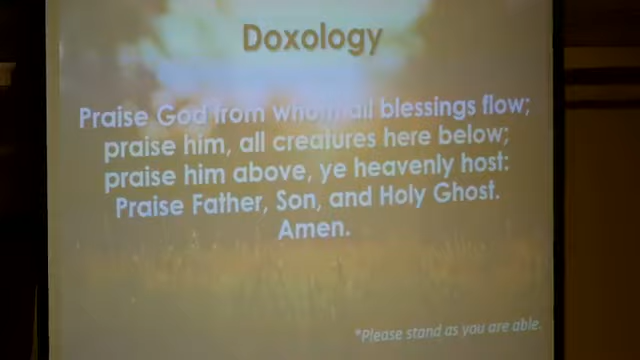 Doxology
Praise God from whom all blessings flow;
praise him, all creatures here below;
praise him above, ye heavenly host:
Praise Father, Son, and Holy Ghost.
Amen.
*Please stand as you are able.